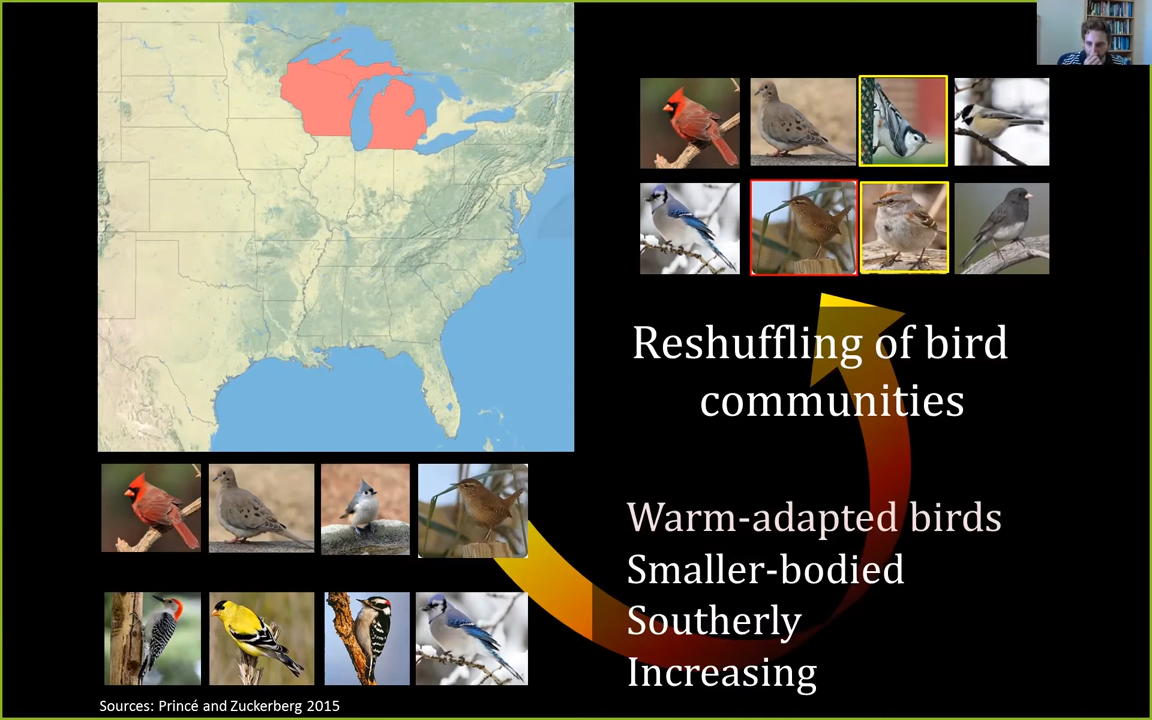 Reshuffling of bird
communities
Warm-adapted birds
Smaller-bodied
Southerly
Increasing
Sources: Princé and Zuckerberg 2015